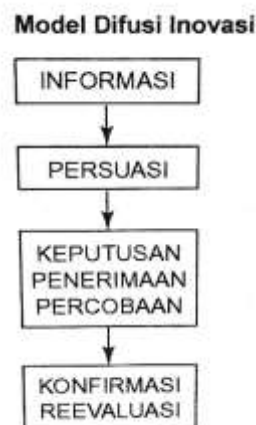 Model Difusi Inovasi
INFORMASI
PERSUASI
KEPUTUSAN
PENERIMAAN
PERCOBAAN
KONFIRMASI
REEVALUASI